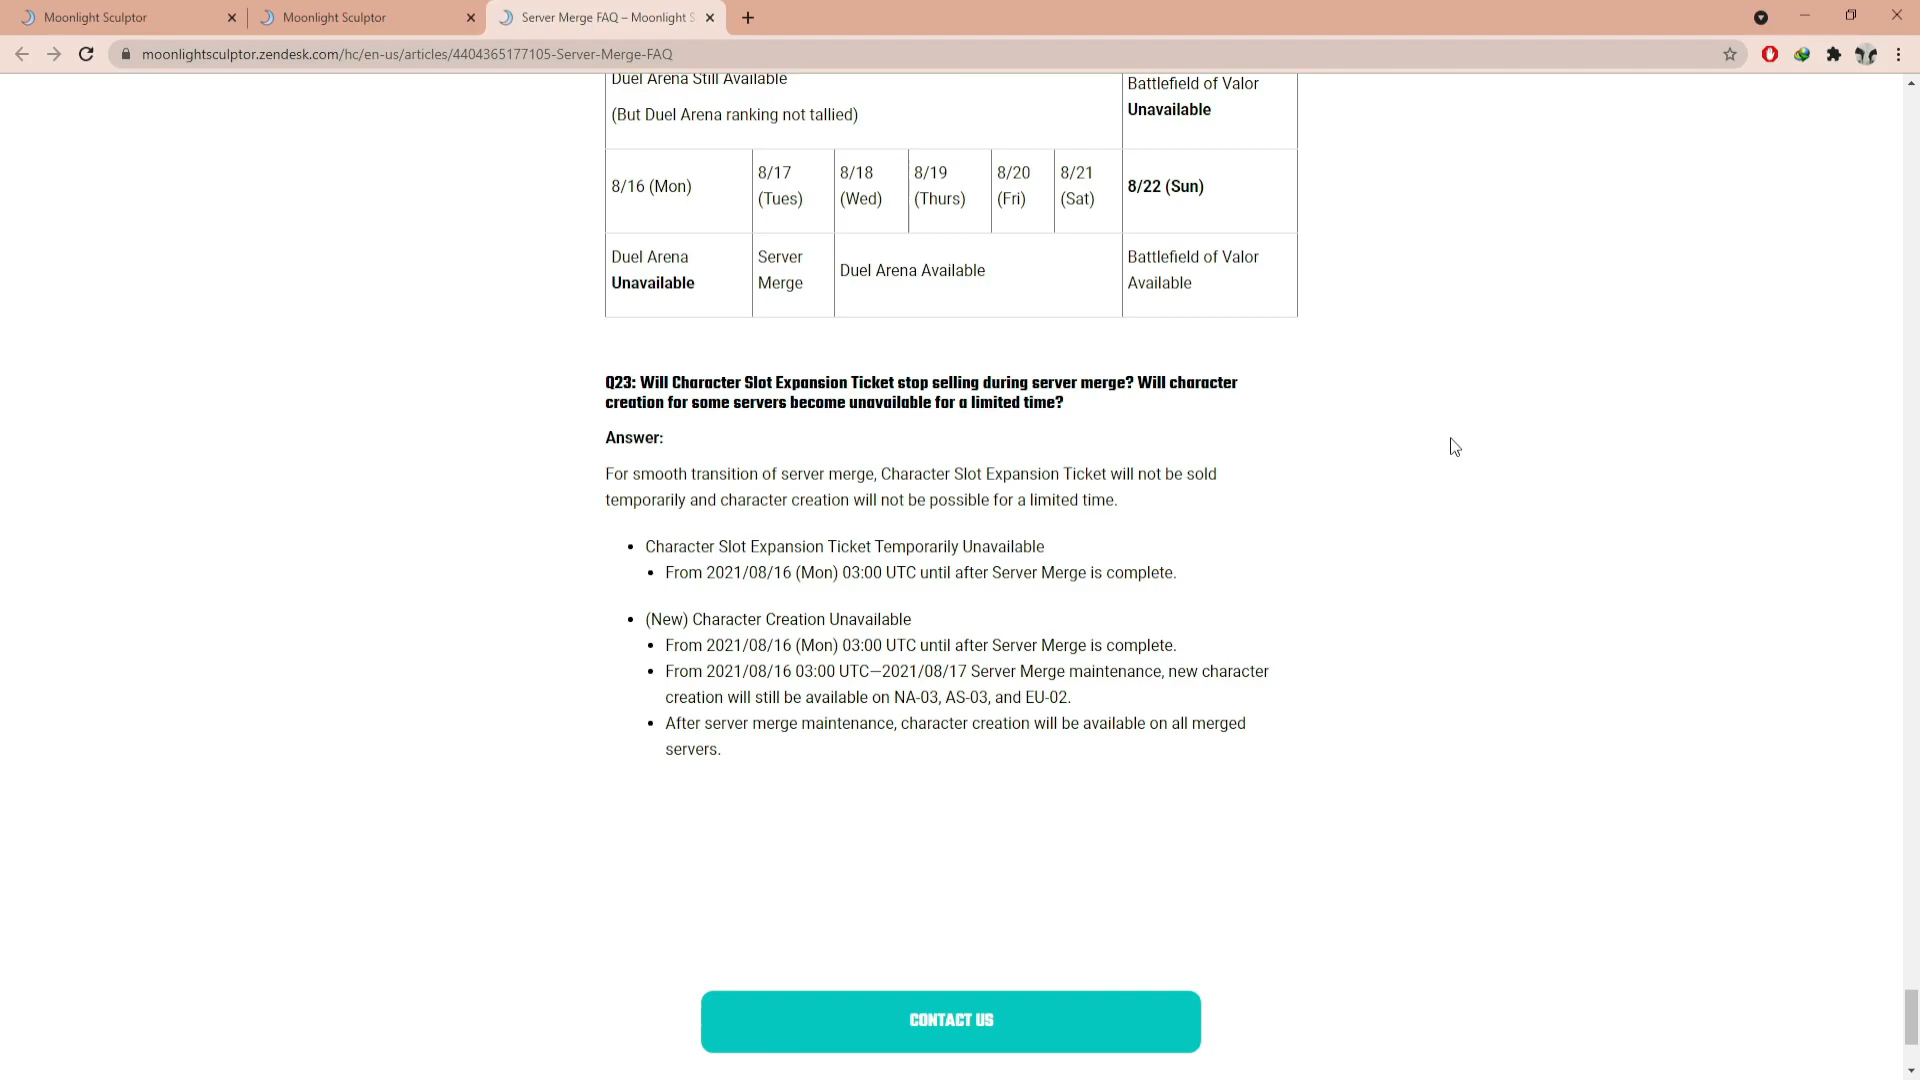 Moonlight Sculptor
Moonlight Sculptor
Server Merge FAQ – Moonlight S
moonlightsculptor.zendesk.com/hc/en-us/articles/4404365177105-Server-Merge-FAQ
Duel Arena Still Available
(But Duel Arena ranking not tallied)
Battlefield of Valor
Unavailable
8/16 (Mon)
8/17
(Tues)
8/18
(Wed)
8/19
(Thurs)
8/20
(Fri)
8/21
(Sat)
8/22 (Sun)
Duel Arena
Unavailable
Server
Merge
Duel Arena Available
Battlefield of Valor
Available
Q23: Will Character Slot Expansion Ticket stop selling during server merge? Will character
creation for some servers become unavailable for a limited time?
Answer:
For smooth transition of server merge, Character Slot Expansion Ticket will not be sold
temporarily and character creation will not be possible for a limited time.
• Character Slot Expansion Ticket Temporarily Unavailable
• From 2021/08/16 (Mon) 03:00 UTC until after Server Merge is complete.
• (New) Character Creation Unavailable
• From 2021/08/16 (Mon) 03:00 UTC until after Server Merge is complete.
• From 2021/08/16 03:00 UTC—2021/08/17 Server Merge maintenance, new character
creation will still be available on NA-03, AS-03, and EU-02.
• After server merge maintenance, character creation will be available on all merged
servers.
CONTACT US